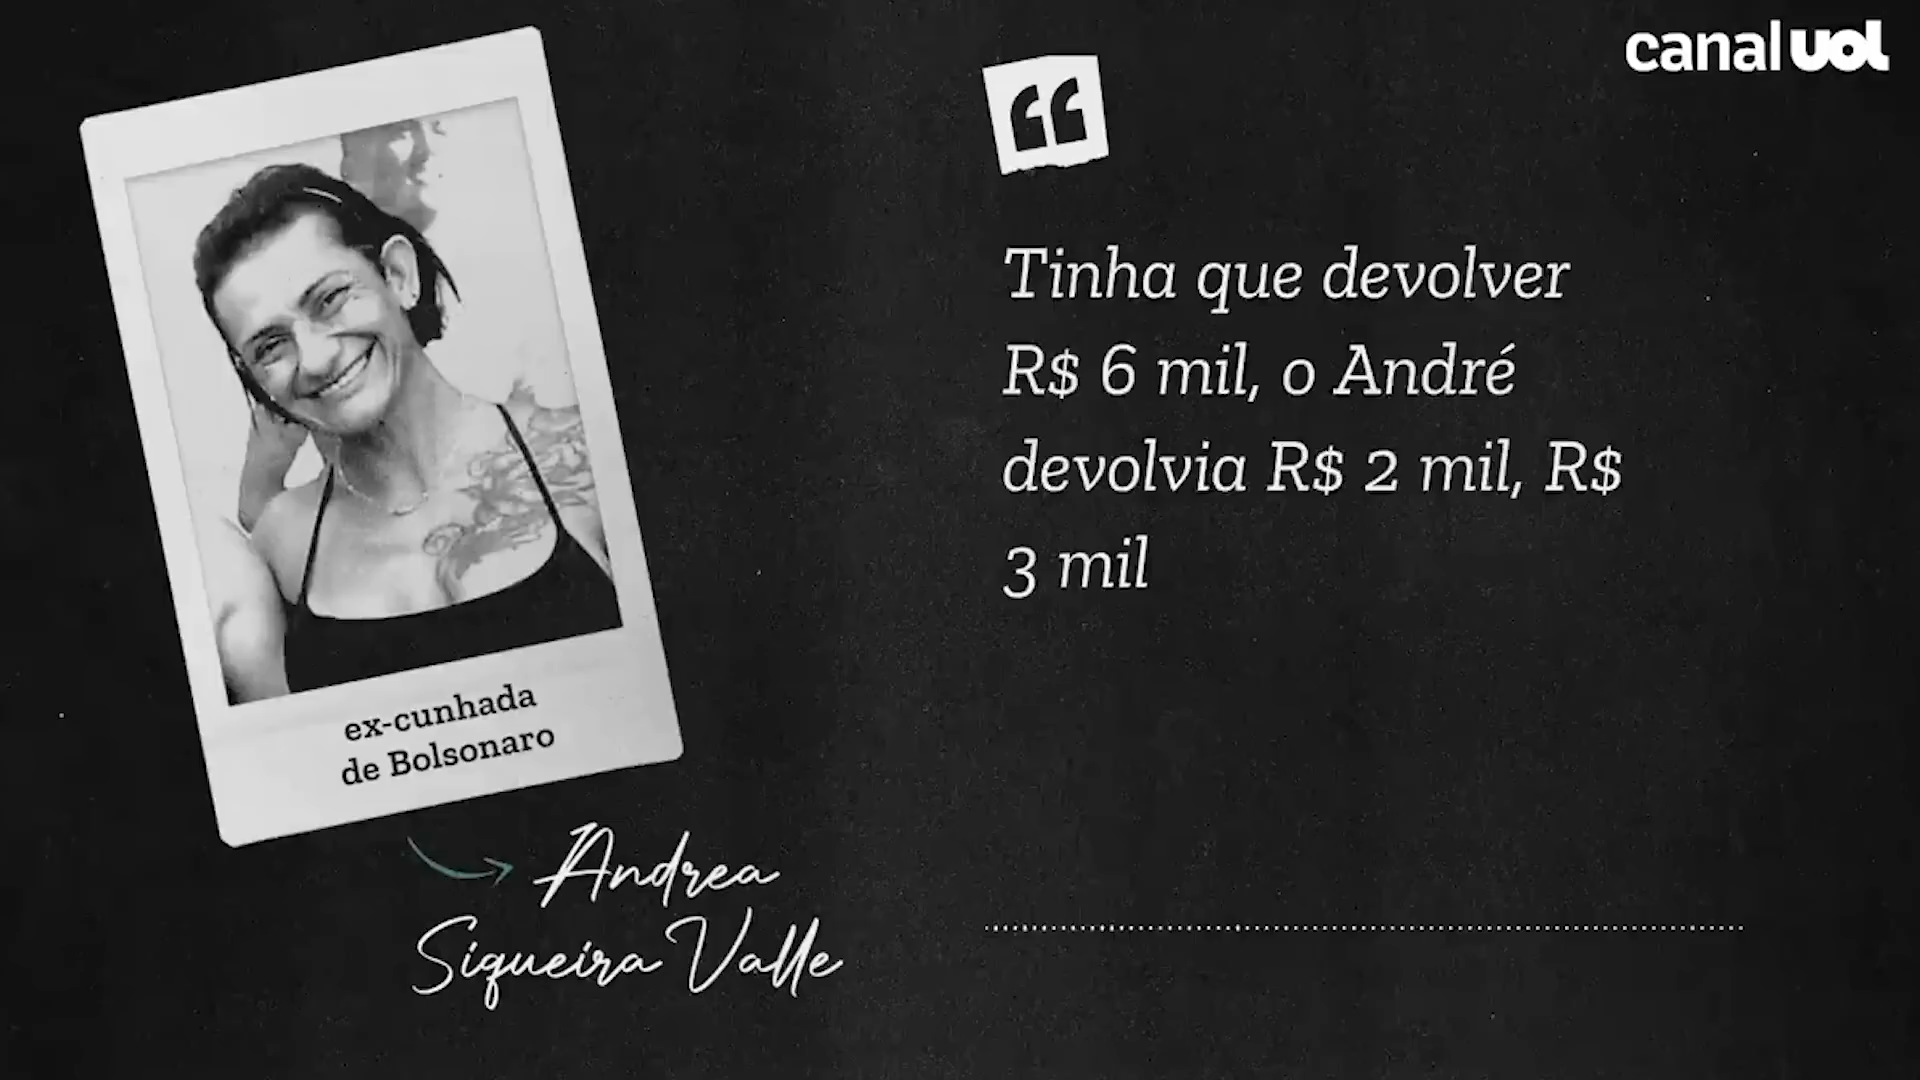 canal uol
“
Tinha que devolver
R$ 6 mil, o André
devolvia R$ 2 mil, R$
3 mil
ex-cunhada
de Bolsonaro
Andrea
Siqueira Valle